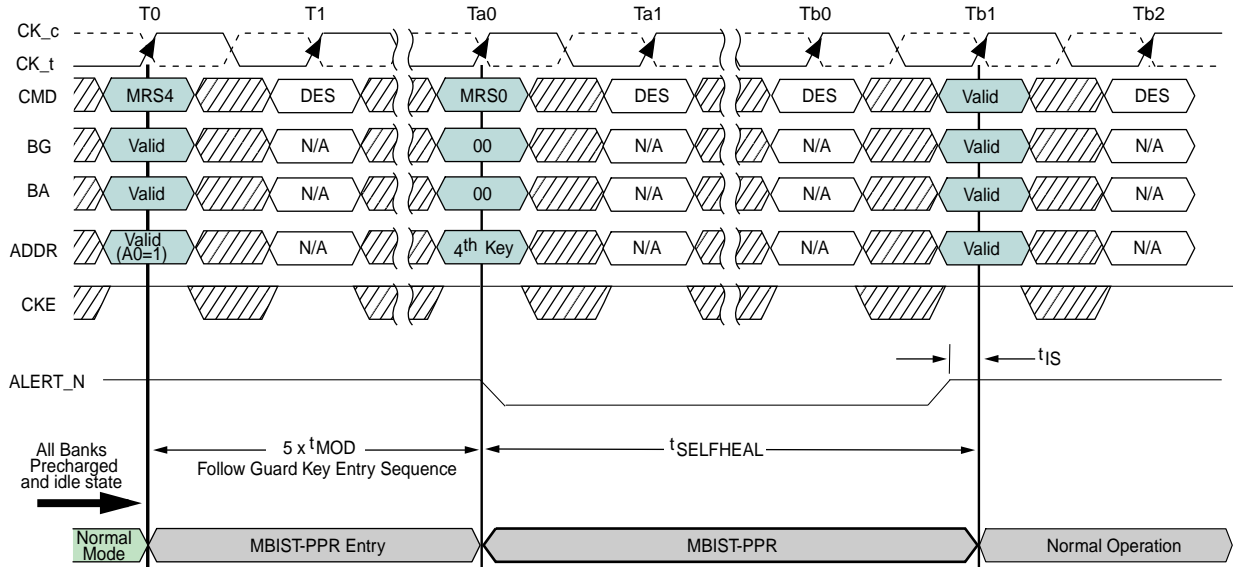 T0 T1 Ta0 Ta1 Tb0 Tb1 Tb2
CK_c
CK_t
CMD MRS4 DES MRS0 DES DES Valid DES
BG Valid N/A 00 N/A N/A Valid N/A
BA Valid N/A 00 N/A N/A Valid N/A
ADDR Valid (A0=1) N/A 4th Key N/A N/A Valid N/A
CKE
tIS
ALERT_N
All Banks
Precharged
and idle state
5 x tMOD
Follow Guard Key Entry Sequence
tSELFHEAL
Normal
Mode
MBIST-PPR Entry
MBIST-PPR
Normal Operation